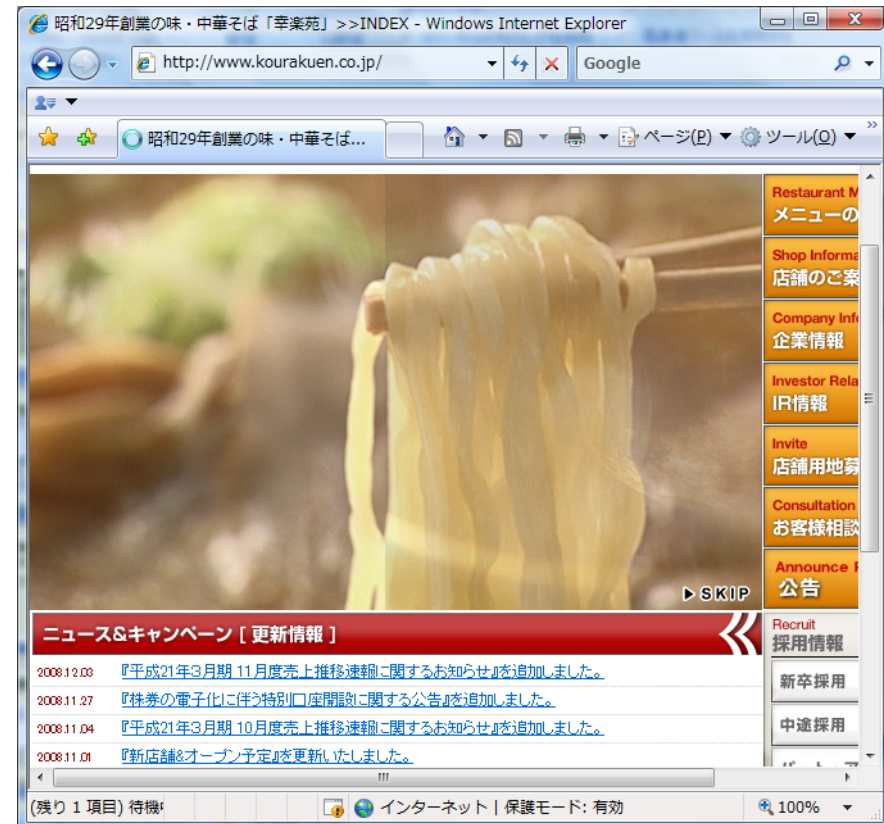 昭和29年創業の味・中華そば「幸楽苑」>>INDEX - Windows Internet Explorer
http://www.kourakuen.co.jp/
Google
昭和29年創業の味・中華そば...
ページ(P)
ツール(O)
Restaurant M
メニューの
Shop Informa
店舗のご案
Company Inf
企業情報
Investor Rela
IR情報
Invite
店舗用地募
Consultation
お客様相談
Announce
公告
SKIP
ニュース&キャンペーン [ 更新情報 ]
2008.12.03 『平成21年3月期 11月度売上推移速報に関するお知らせ』を追加しました。
2008.11.27 『株券の電子化に伴う特別口座開設に関する公告』を追加しました。
2008.11.04 『平成21年3月期 10月度売上推移速報に関するお知らせ』を追加しました。
2008.11.01 『新店舗&オープン予定』を更新いたしました。
Recruit
採用情報
新卒採用
中途採用
(残り 1 項目) 待機
インターネット | 保護モード: 有効
100%